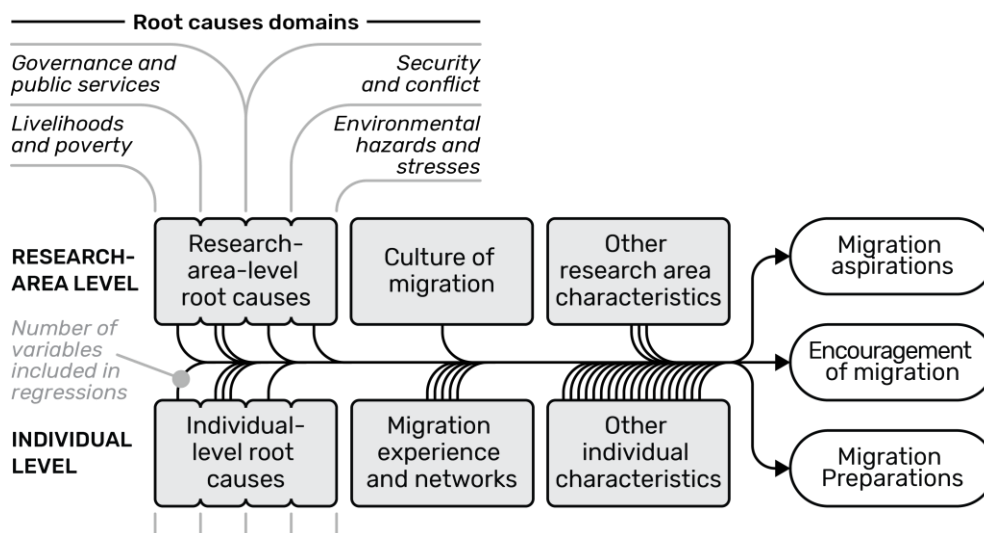 Root causes domains
Governance and
public services
Security
and conflict
Livelihoods
and poverty
Environmental
hazards and
stresses
RESEARCH-
AREA LEVEL
Research-
area-level
root causes
Culture of
migration
Other
research area
characteristics
Migration
aspirations
Number of
variables
included in
regressions
Encouragement
of migration
INDIVIDUAL
LEVEL
Individual-
level root
causes
Migration
experience
and networks
Other
individual
characteristics
Migration
Preparations